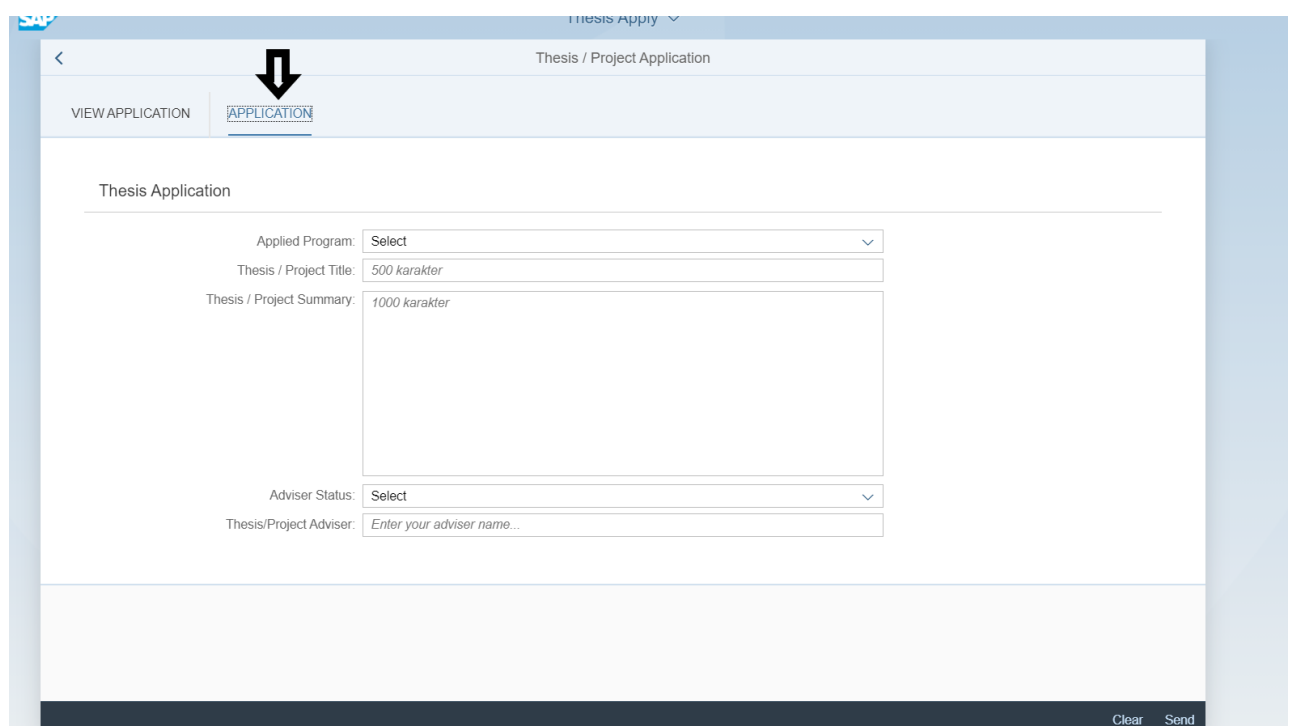 SAP
Thesis Apply
Thesis / Project Application
VIEW APPLICATION
APPLICATION
Thesis Application
Applied Program: Select
Thesis / Project Title: 500 karakter
Thesis / Project Summary: 1000 karakter
Adviser Status: Select
Thesis/Project Adviser: Enter your adviser name...
Clear Send